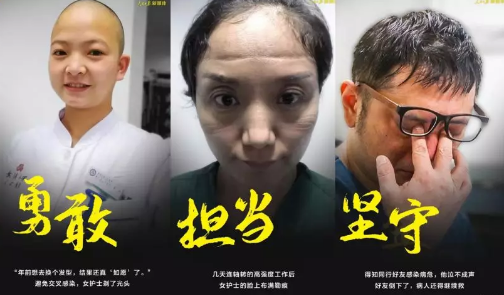 勇敢
"年前想去换个发型，结果还真'如愿'了。"
避免交叉感染，女护士剃了光头
担当
几天连轴转的高强度工作后
女护士的脸上布满勒痕
坚守
得知同行好友感染病危，他泣不成声
好友倒下了，病人还得继续救